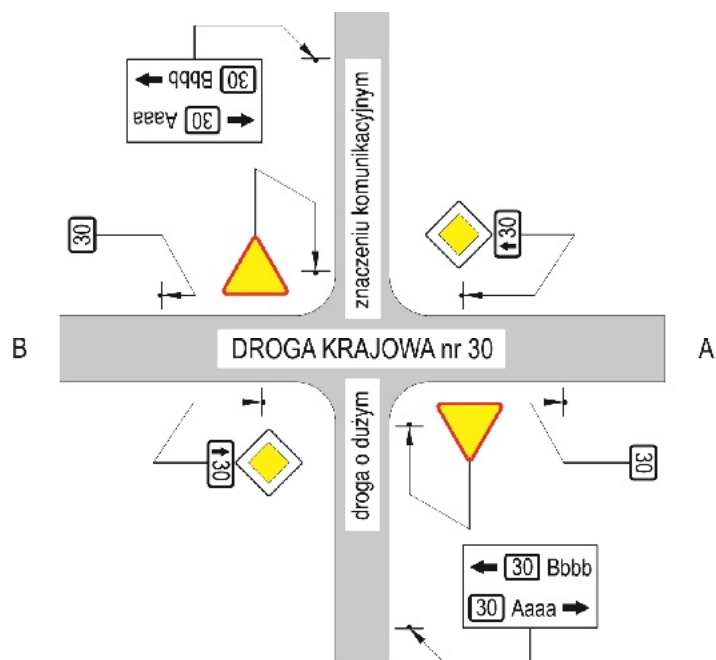 30 Bbbb
30 Aaaa
znaczeniu komunikacyjnym
30
30
B
DROGA KRAJOWA nr 30
A
droga o dużym
30
30
30 Bbbb
30 Aaaa